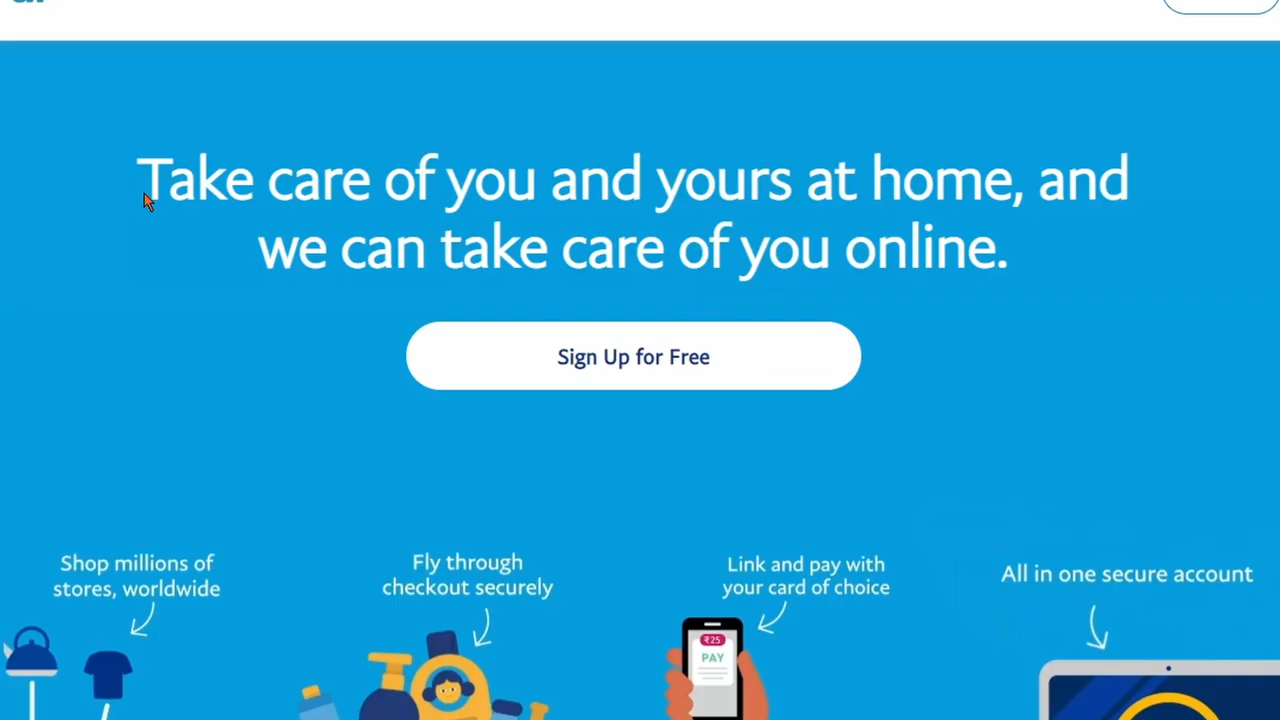 Take care of you and yours at home, and
we can take care of you online.
Sign Up for Free
Shop millions of
stores, worldwide
Fly through
checkout securely
Link and pay with
your card of choice
All in one secure account
₹25
PAY